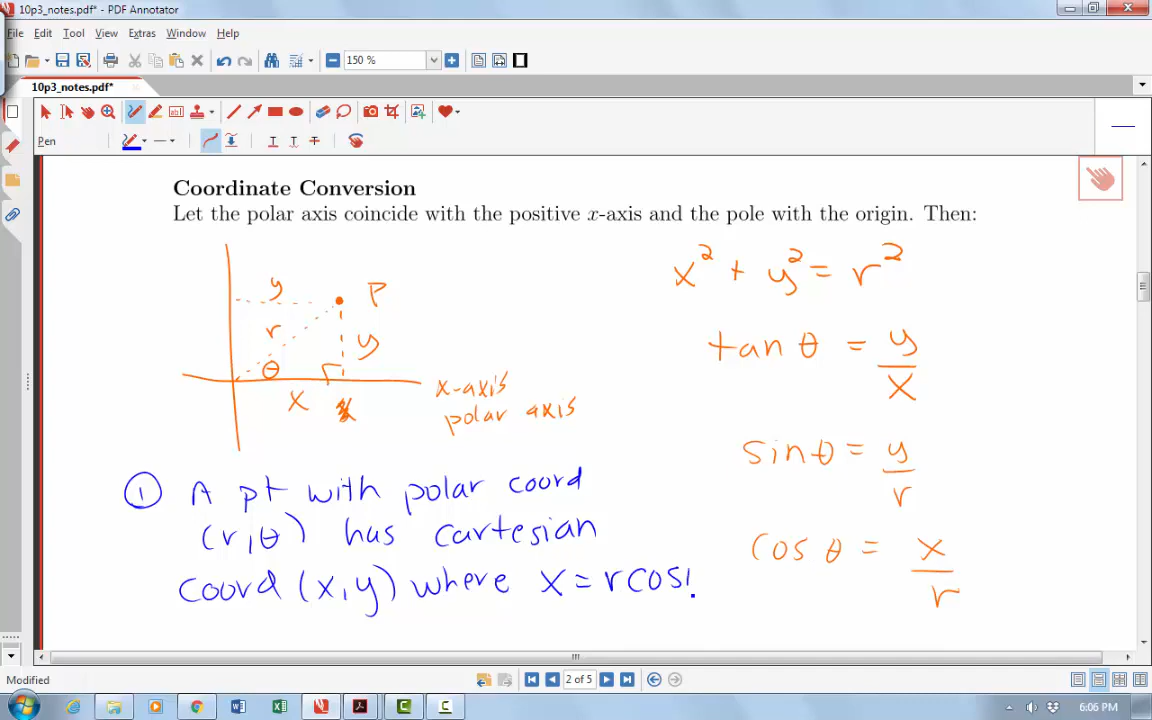 10p3_notes.pdf* - PDF Annotator
File Edit Tool View Extras Window Help
150 %
10p3_notes.pdf*
Pen
Coordinate Conversion
Let the polar axis coincide with the positive x-axis and the pole with the origin. Then:
x² + y² = r²
y P
r
y
θ
tan θ = y/x
x-axis
x
polar axis
sin θ = y/r
① A pt with polar coord
(r, θ) has cartesian
cos θ = x/r
coord (x, y) where x = r cos
2 of 5
Modified
6:06 PM